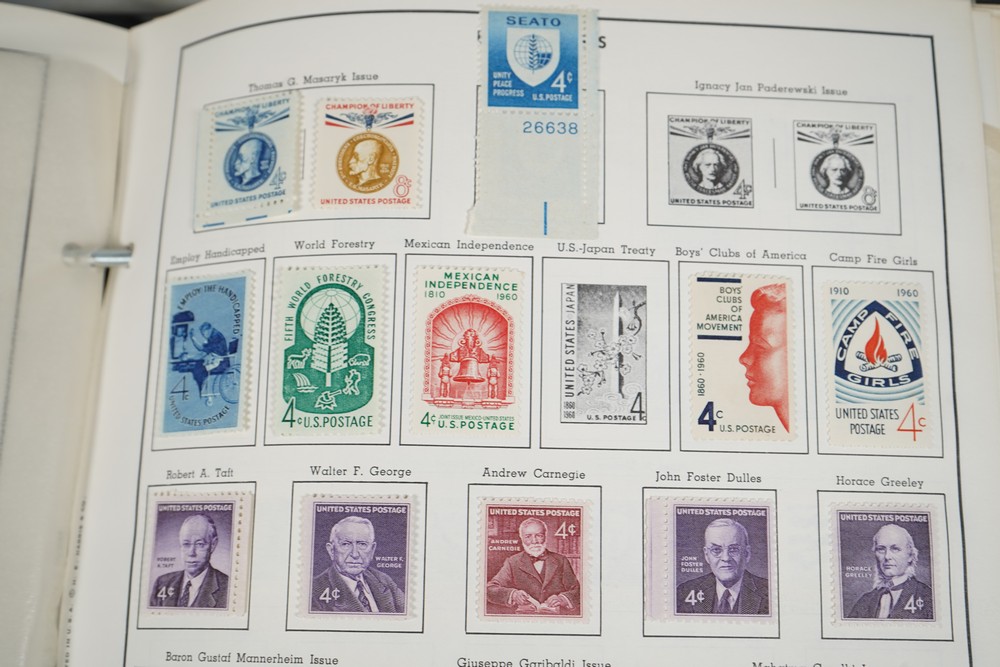 SEATO
UNITY
PEACE
PROGRESS
4¢
U.S. POSTAGE
26638
Thomas G. Masaryk Issue
CHAMPION OF LIBERTY
4¢
UNITED STATES POSTAGE
CHAMPION OF LIBERTY
8¢
UNITED STATES POSTAGE
Ignacy Jan Paderewski Issue
CHAMPION OF LIBERTY
4¢
UNITED STATES POSTAGE
CHAMPION OF LIBERTY
8¢
UNITED STATES POSTAGE
Employ Handicapped
EMPLOY THE HANDICAPPED
4¢
UNITED STATES POSTAGE
World Forestry
FIFTH WORLD FORESTRY CONGRESS
4¢ U.S. POSTAGE
Mexican Independence
MEXICAN
INDEPENDENCE
1810 1960
JOINT ISSUE MEXICO-UNITED STATES
4¢ U.S. POSTAGE
U.S.-Japan Treaty
UNITED STATES JAPAN
1860
1960
U.S. POSTAGE 4¢
Boys' Clubs of America
BOYS'
CLUBS
OF
AMERICA
MOVEMENT
1860-1960
4¢
U.S. POSTAGE
Camp Fire Girls
1910 1960
CAMP FIRE
GIRLS
UNITED STATES
POSTAGE 4¢
Robert A. Taft
UNITED STATES POSTAGE
ROBERT
A. TAFT
4¢
Walter F. George
UNITED STATES POSTAGE
WALTER F.
GEORGE
4¢
Andrew Carnegie
UNITED STATES POSTAGE
4¢
ANDREW
CARNEGIE
John Foster Dulles
UNITED STATES POSTAGE
JOHN
FOSTER
DULLES
4¢
Horace Greeley
UNITED STATES POSTAGE
HORACE
GREELEY
4¢
Baron Gustaf Mannerheim Issue
Giuseppe Garibaldi Issue